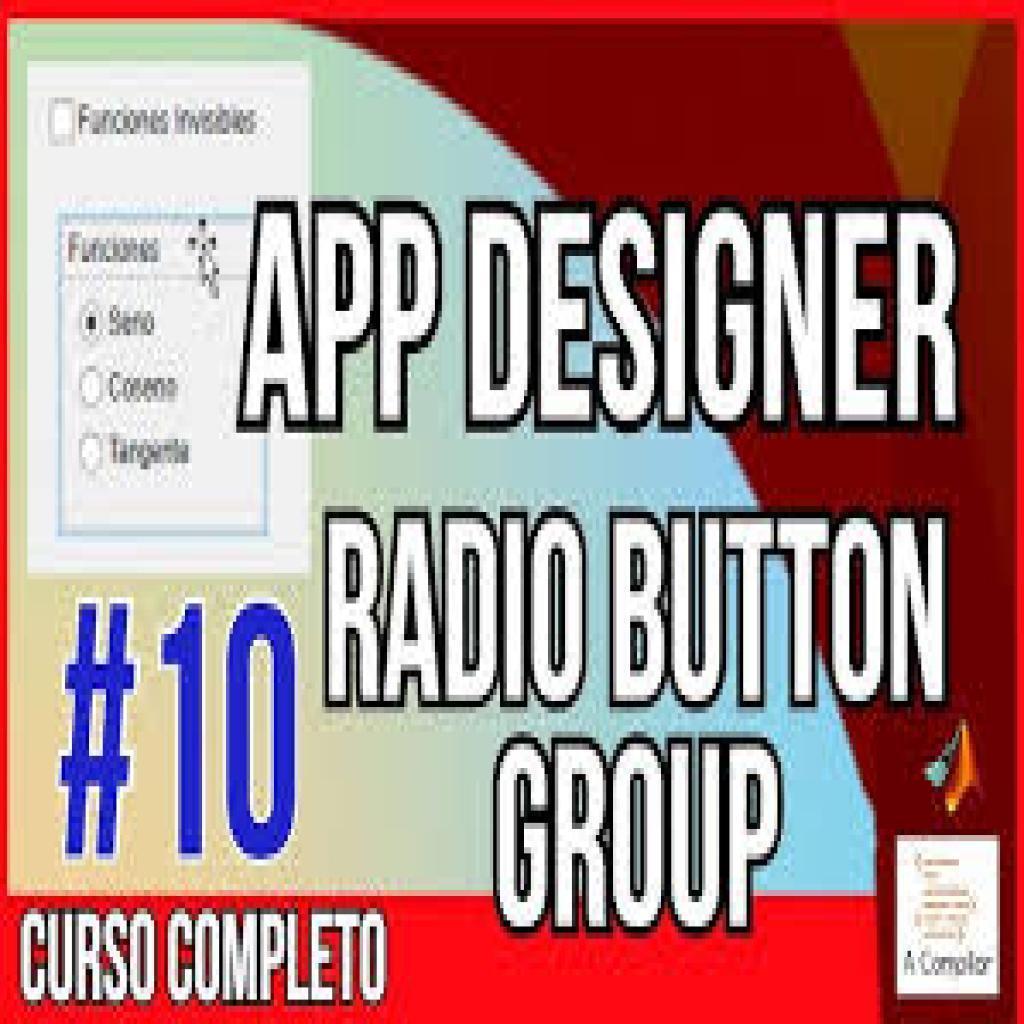 Funciones Invisibles
Funciones
Seno
Coseno
Tangente
APP DESIGNER
RADIO BUTTON
GROUP
#10
CURSO COMPLETO
A Compilar